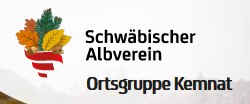 Schwäbischer
Albverein
Ortsgruppe Kemnat